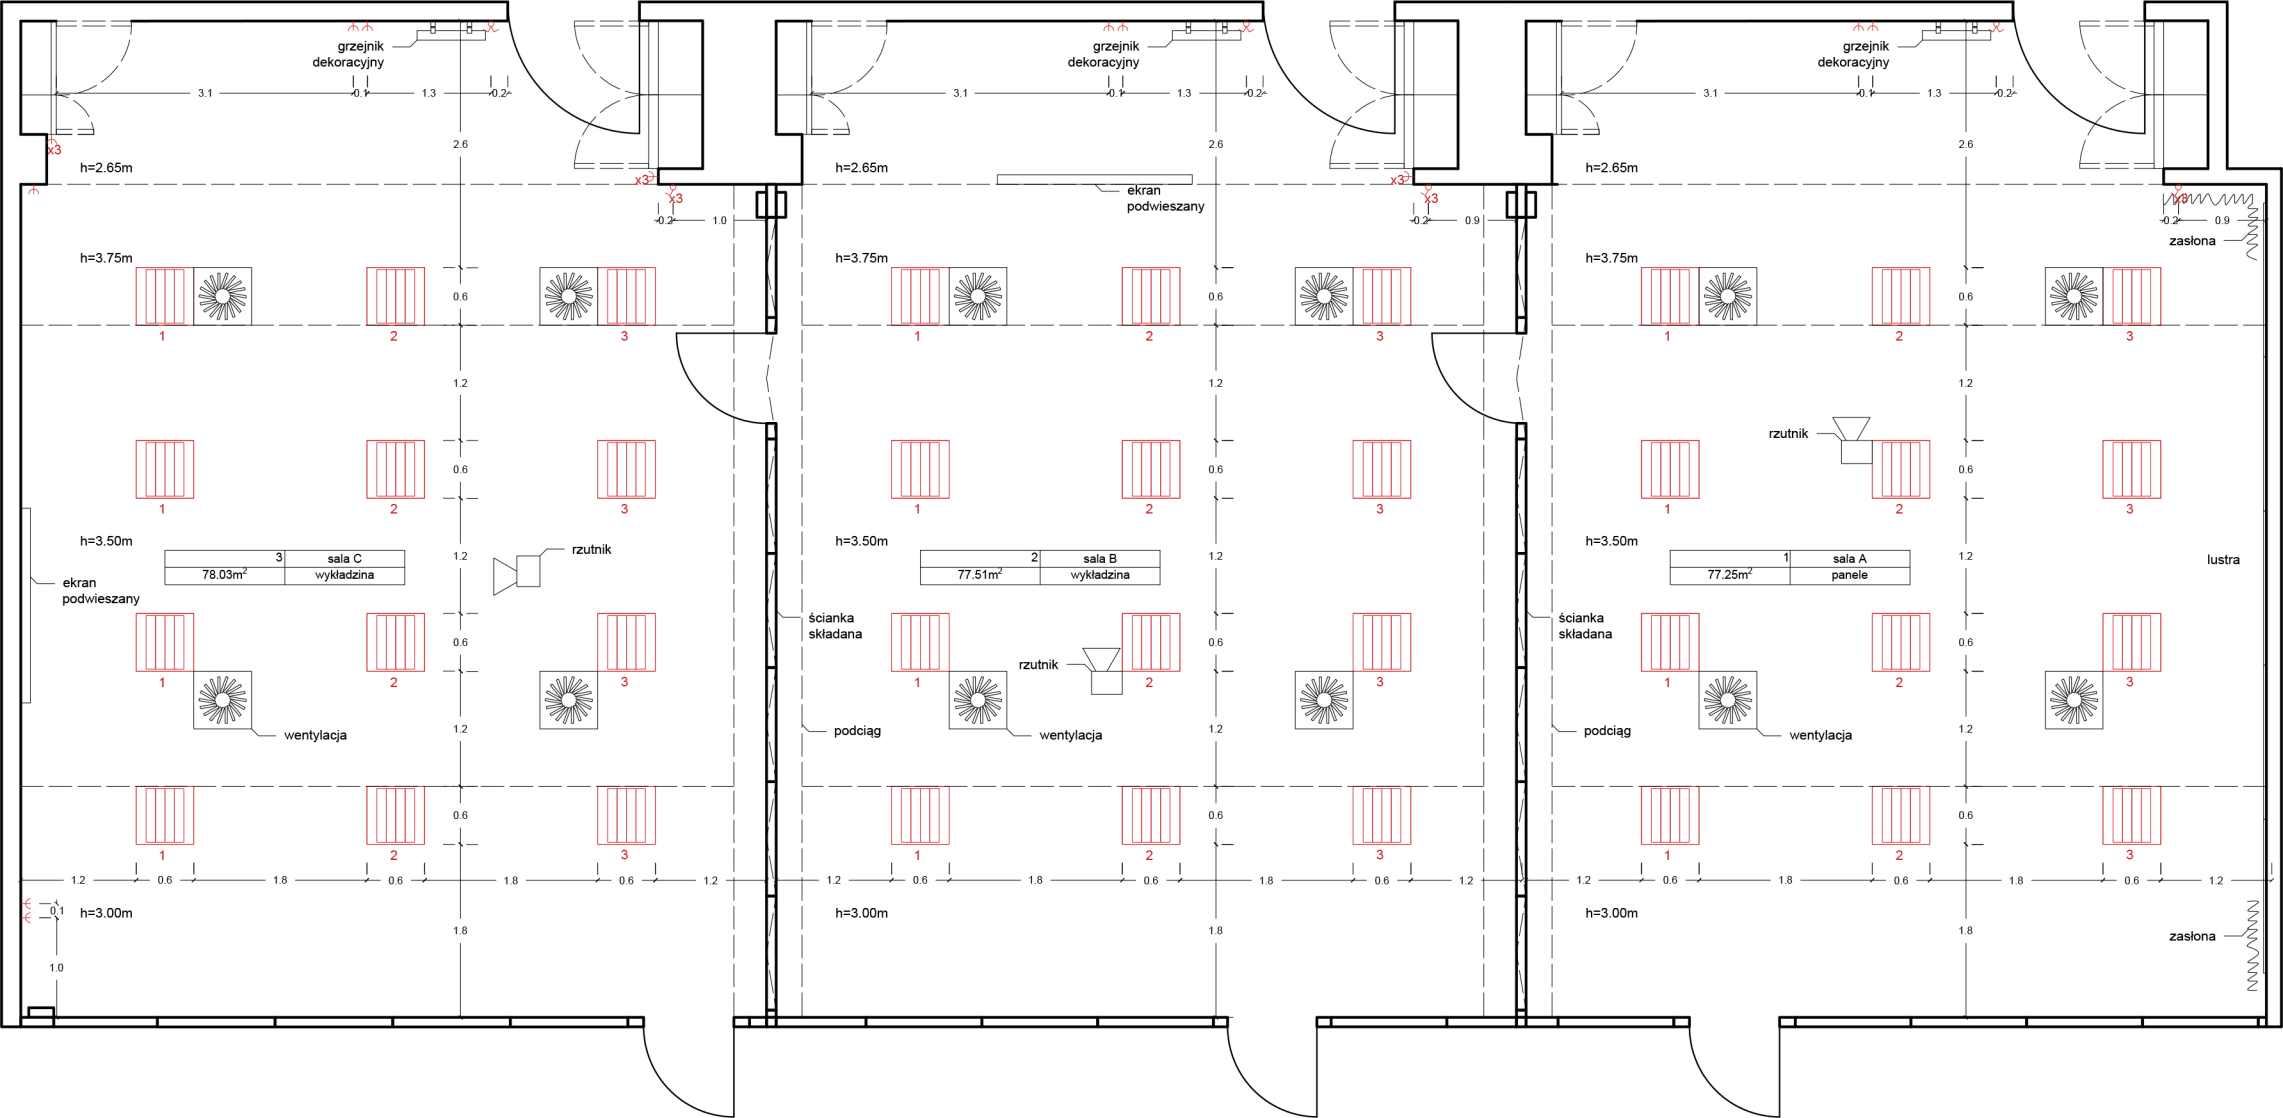 grzejnik
dekoracyjny
grzejnik
dekoracyjny
grzejnik
dekoracyjny
3.1 0.1 1.3 0.2 3.1 0.1 1.3 0.2 3.1 0.1 1.3 0.2
x3 2.6 2.6 2.6
h=2.65m x3 h=2.65m x3 h=2.65m
x3 ekran
podwieszany x3 x3
0.2 1.0 0.2 0.9 0.2 0.9
zasłona
h=3.75m h=3.75m h=3.75m
0.6 0.6 0.6
1 2 3 1 2 3 1 2 3
1.2 1.2 1.2
rzutnik
0.6 0.6 0.6
1 2 3 1 2 3 1 2 3
h=3.50m h=3.50m h=3.50m
rzutnik
1.2 1.2 1.2
3 sala C
78.03m² wykładzina
2 sala B
77.51m² wykładzina
1 sala A
77.25m² panele
lustra
ekran
podwieszany
ścianka
składana
ścianka
składana
0.6 0.6 0.6
rzutnik
1 2 3 1 2 3 1 2 3
1.2 1.2 1.2
wentylacja podciąg wentylacja podciąg wentylacja
0.6 0.6 0.6
1 2 3 1 2 3 1 2 3
1.2 0.6 1.8 0.6 1.8 0.6 1.2 1.2 0.6 1.8 0.6 1.8 0.6 1.2 1.2 0.6 1.8 0.6 1.8 0.6 1.2
0.1 h=3.00m h=3.00m h=3.00m
1.8 1.8 1.8
zasłona
1.0